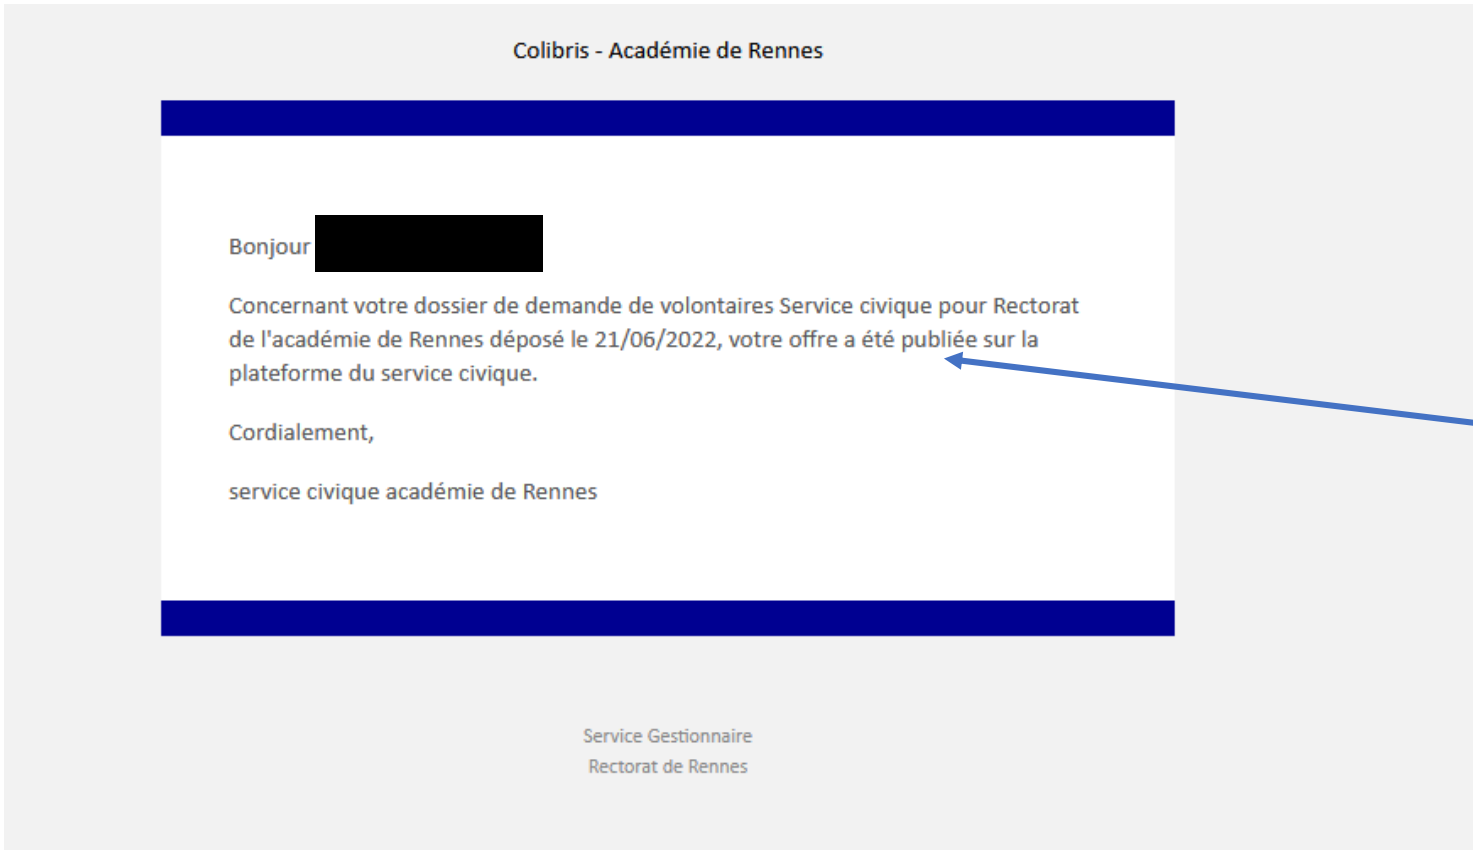 Colibris - Académie de Rennes
Bonjour
Concernant votre dossier de demande de volontaires Service civique pour Rectorat
de l'académie de Rennes déposé le 21/06/2022, votre offre a été publiée sur la
plateforme du service civique.
Cordialement,
service civique académie de Rennes
Service Gestionnaire
Rectorat de Rennes